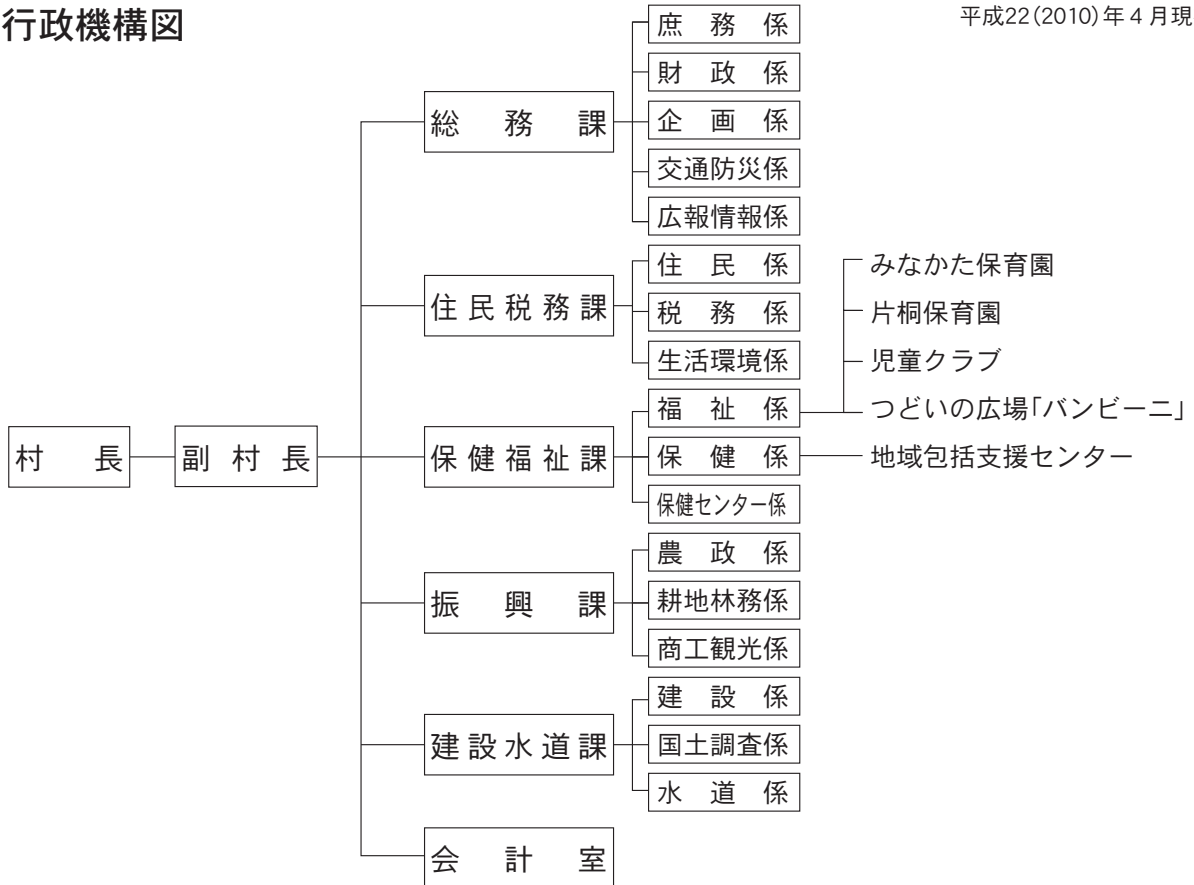 行政機構図
平成22(2010)年4月現
村長
副村長
総務課
庶務係
財政係
企画係
交通防災係
広報情報係
住民税務課
住民係
税務係
生活環境係
保健福祉課
福祉係
みなかた保育園
片桐保育園
児童クラブ
つどいの広場「バンビーニ」
保健係
地域包括支援センター
保健センター係
振興課
農政係
耕地林務係
商工観光係
建設水道課
建設係
国土調査係
水道係
会計室